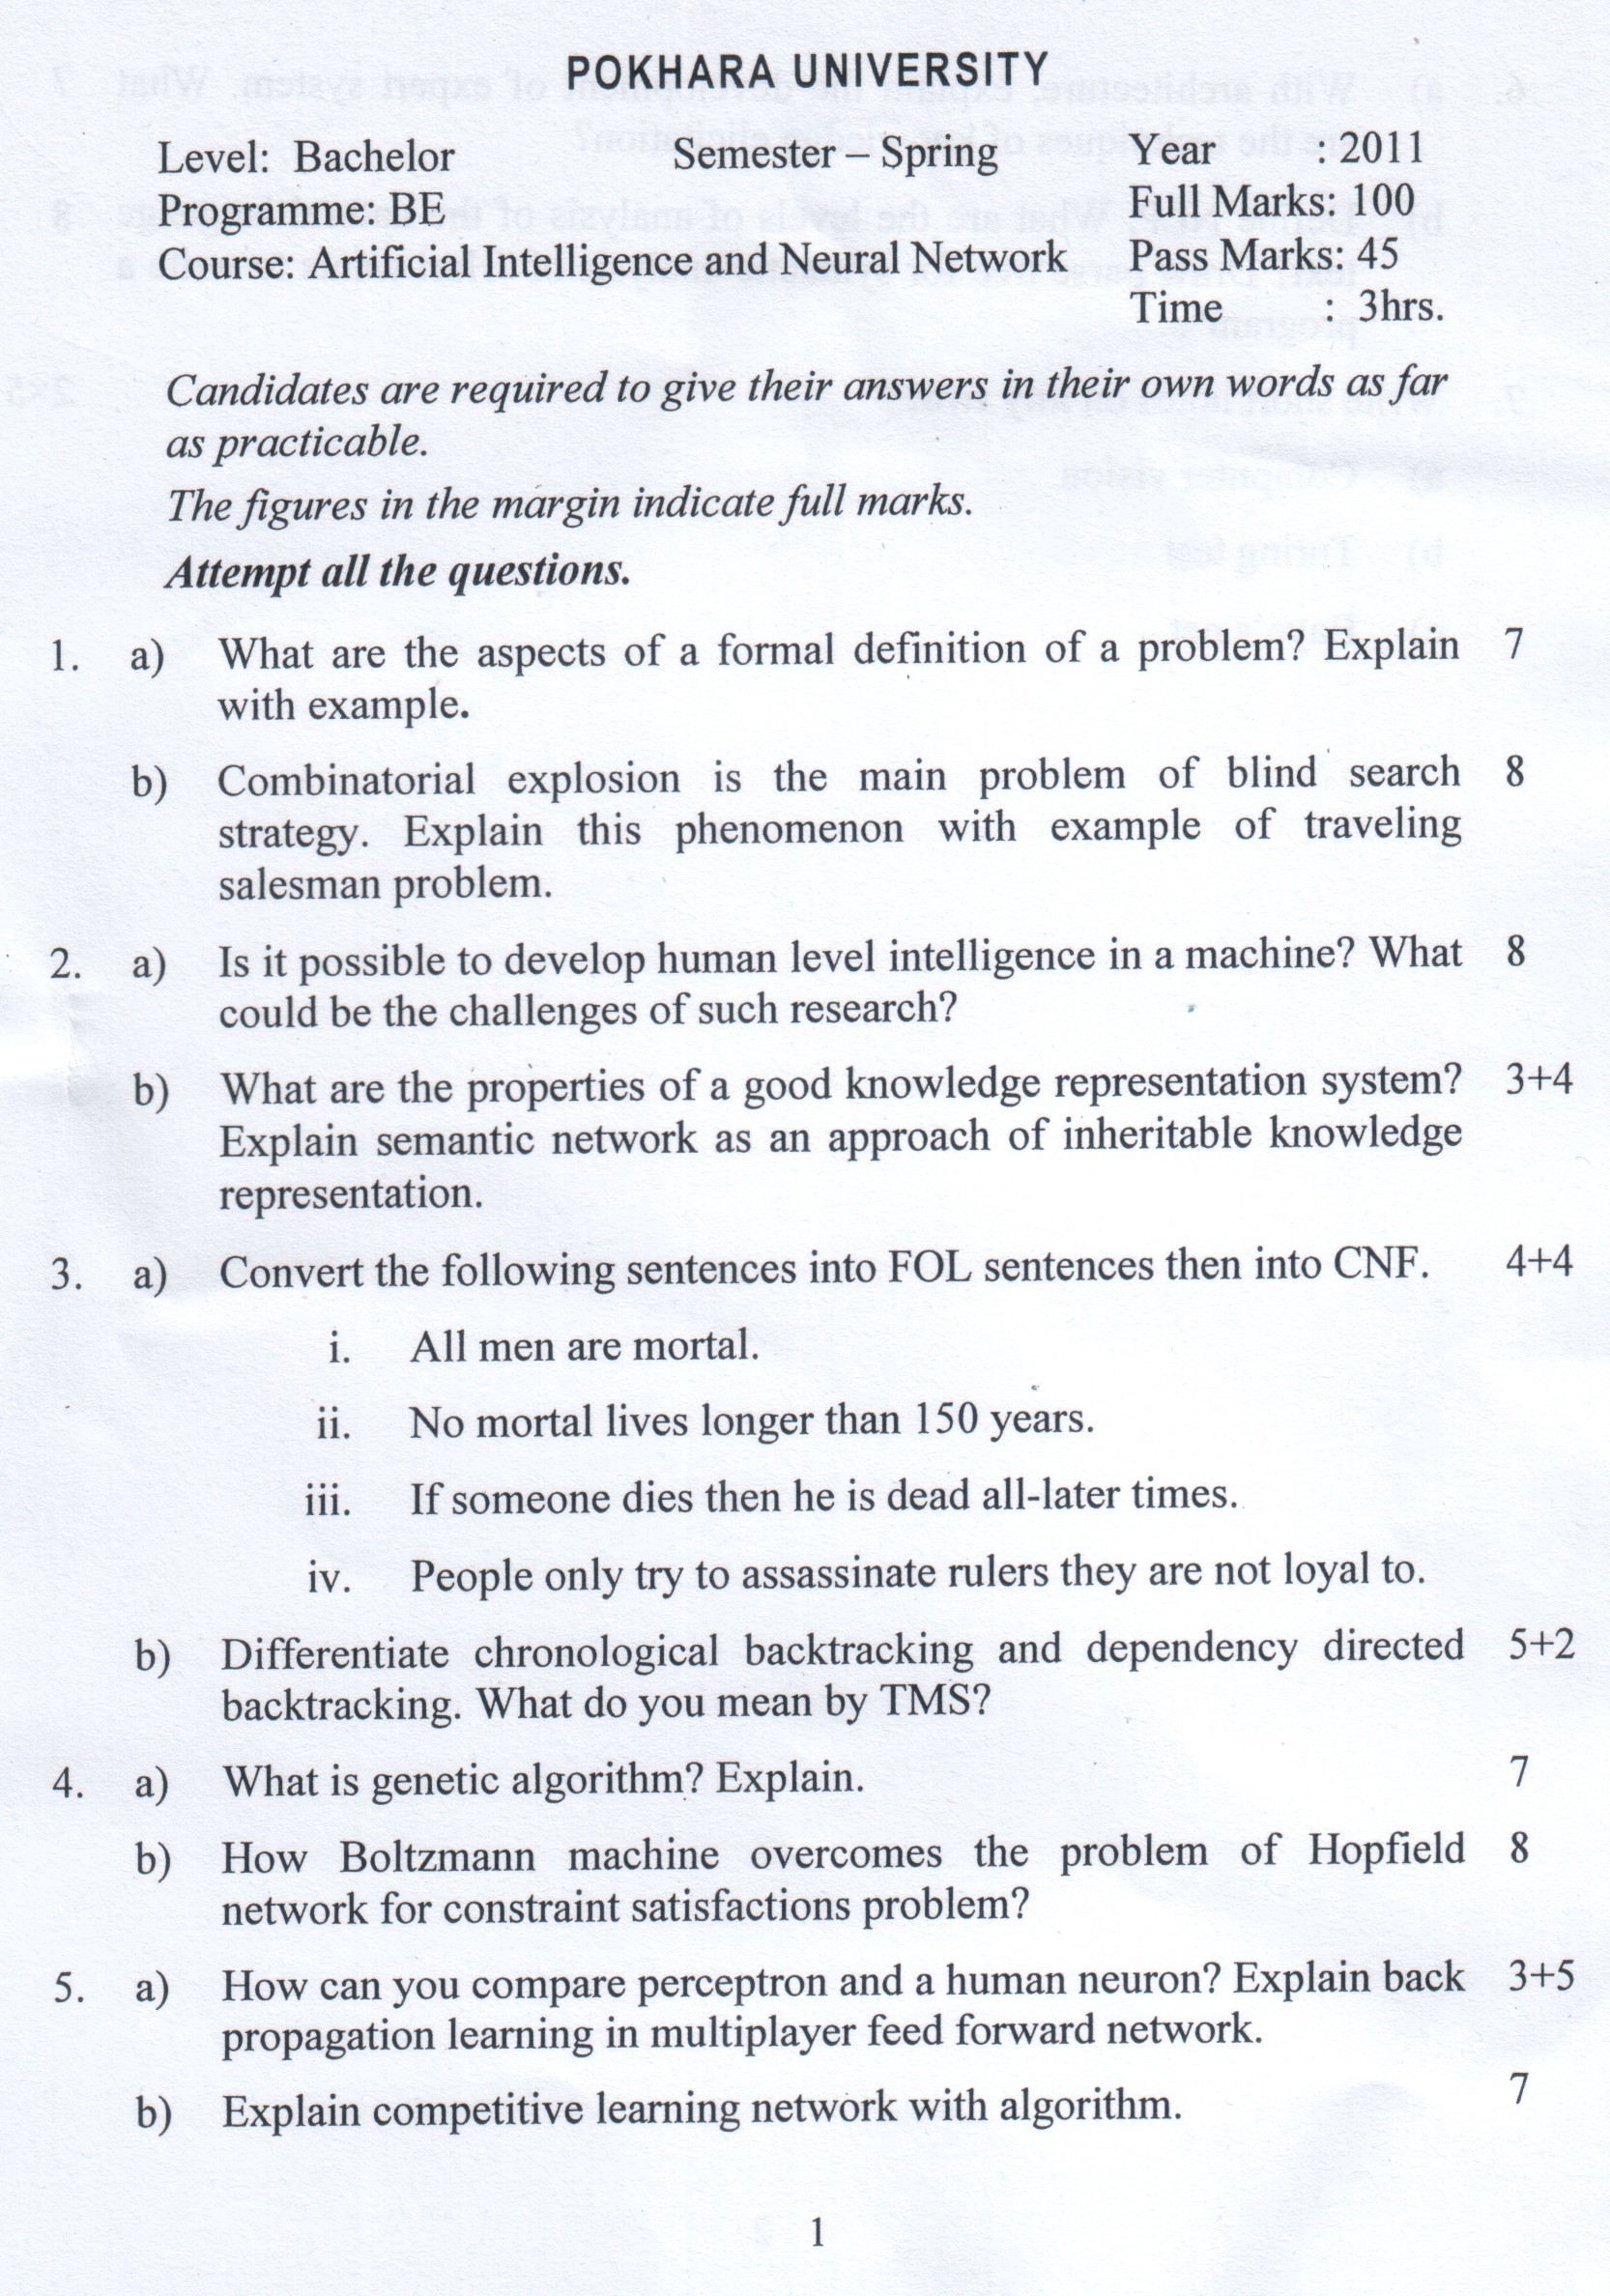 POKHARA UNIVERSITY
Level: Bachelor Semester – Spring Year : 2011
Programme: BE Full Marks: 100
Course: Artificial Intelligence and Neural Network Pass Marks: 45
Time : 3hrs.
Candidates are required to give their answers in their own words as far
as practicable.
The figures in the margin indicate full marks.
Attempt all the questions.
1. a) What are the aspects of a formal definition of a problem? Explain 7
with example.
b) Combinatorial explosion is the main problem of blind search 8
strategy. Explain this phenomenon with example of traveling
salesman problem.
2. a) Is it possible to develop human level intelligence in a machine? What 8
could be the challenges of such research?
b) What are the properties of a good knowledge representation system? 3+4
Explain semantic network as an approach of inheritable knowledge
representation.
3. a) Convert the following sentences into FOL sentences then into CNF. 4+4
i. All men are mortal.
ii. No mortal lives longer than 150 years.
iii. If someone dies then he is dead all-later times.
iv. People only try to assassinate rulers they are not loyal to.
b) Differentiate chronological backtracking and dependency directed 5+2
backtracking. What do you mean by TMS?
4. a) What is genetic algorithm? Explain. 7
b) How Boltzmann machine overcomes the problem of Hopfield 8
network for constraint satisfactions problem?
5. a) How can you compare perceptron and a human neuron? Explain back 3+5
propagation learning in multiplayer feed forward network.
b) Explain competitive learning network with algorithm. 7
1